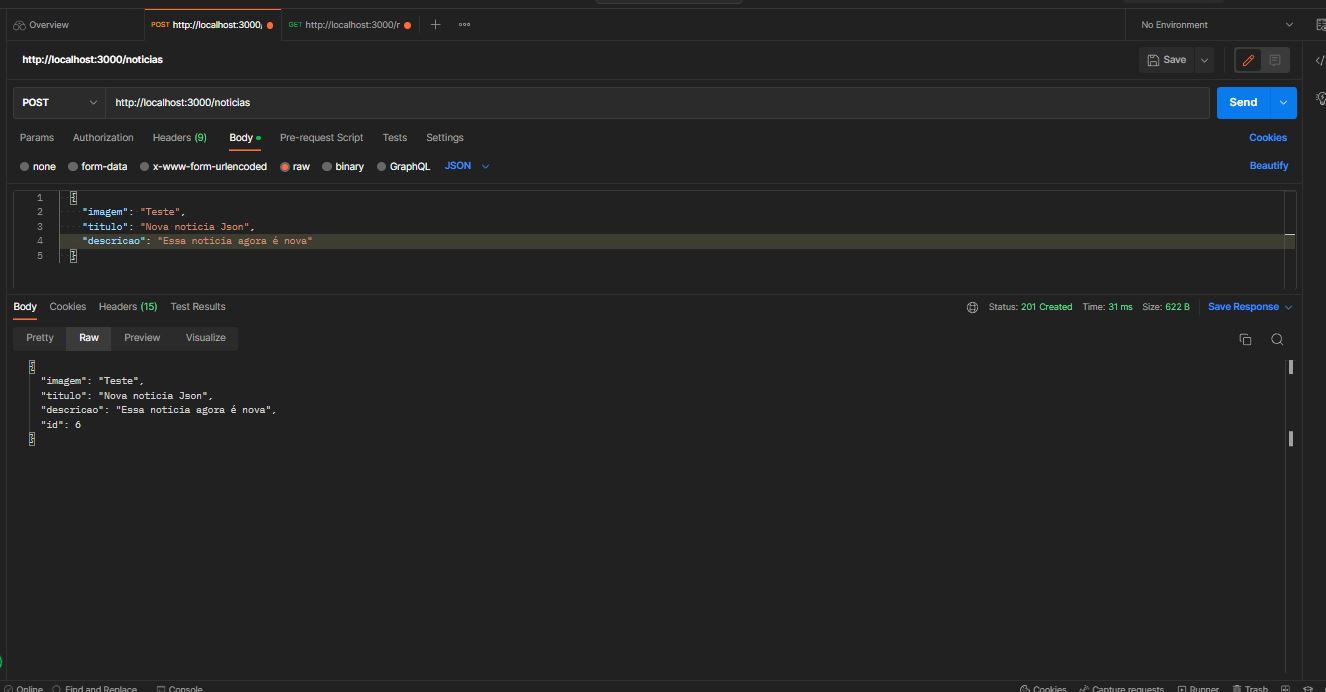 Overview
POST http://localhost:3000/
GET http://localhost:3000/r
No Environment
http://localhost:3000/noticias
Save
POST
http://localhost:3000/noticias
Send
Params Authorization Headers (9) Body Pre-request Script Tests Settings
Cookies
none form-data x-www-form-urlencoded raw binary GraphQL JSON
Beautify
1 {
2 "imagem": "Teste",
3 "titulo": "Nova noticia Json",
4 "descricao": "Essa noticia agora é nova"
5 }
Body Cookies Headers (15) Test Results
Status: 201 Created Time: 31 ms Size: 622 B Save Response
Pretty Raw Preview Visualize
{
"imagem": "Teste",
"titulo": "Nova noticia Json",
"descricao": "Essa noticia agora é nova",
"id": 6
}
Online Find and Replace Console
Cookies Capture requests Runner Trash